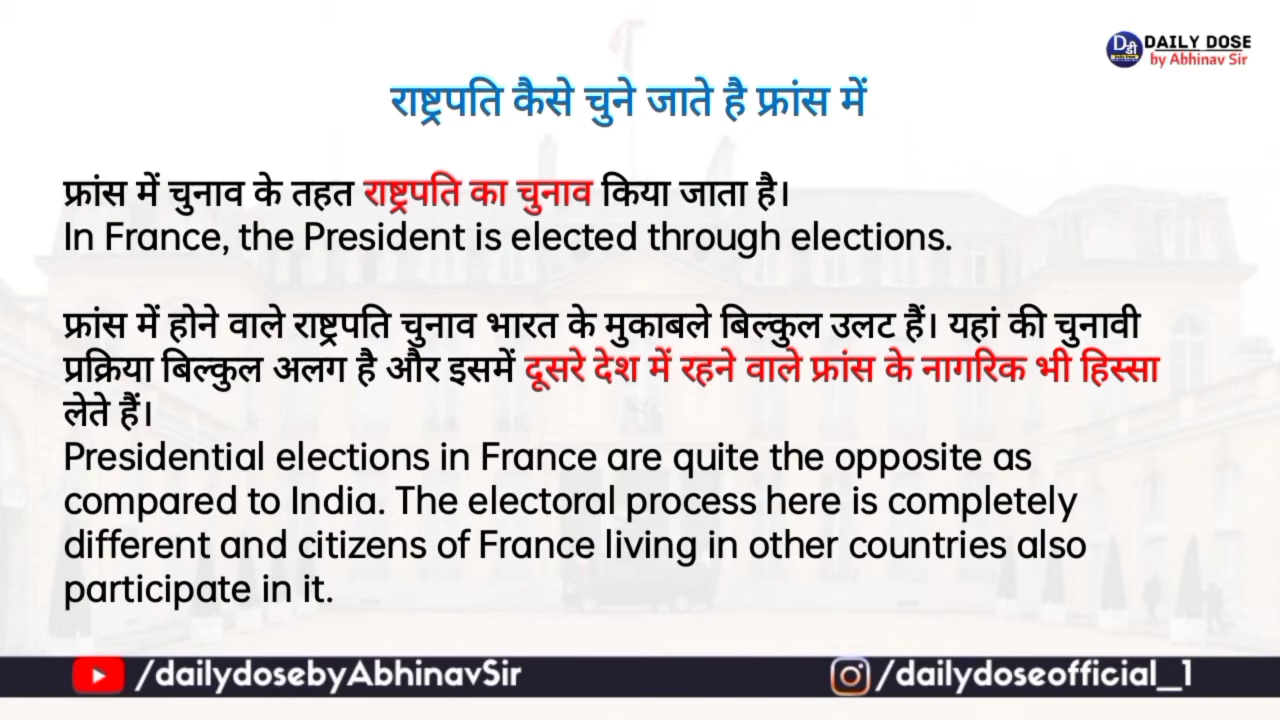 Dडी DAILY DOSE
by Abhinav Sir
राष्ट्रपति कैसे चुने जाते है फ्रांस में
फ्रांस में चुनाव के तहत राष्ट्रपति का चुनाव किया जाता है।
In France, the President is elected through elections.
फ्रांस में होने वाले राष्ट्रपति चुनाव भारत के मुकाबले बिल्कुल उलट हैं। यहां की चुनावी
प्रक्रिया बिल्कुल अलग है और इसमें दूसरे देश में रहने वाले फ्रांस के नागरिक भी हिस्सा
लेते हैं।
Presidential elections in France are quite the opposite as
compared to India. The electoral process here is completely
different and citizens of France living in other countries also
participate in it.
/dailydosebyAbhinavSir
/dailydoseofficial_1